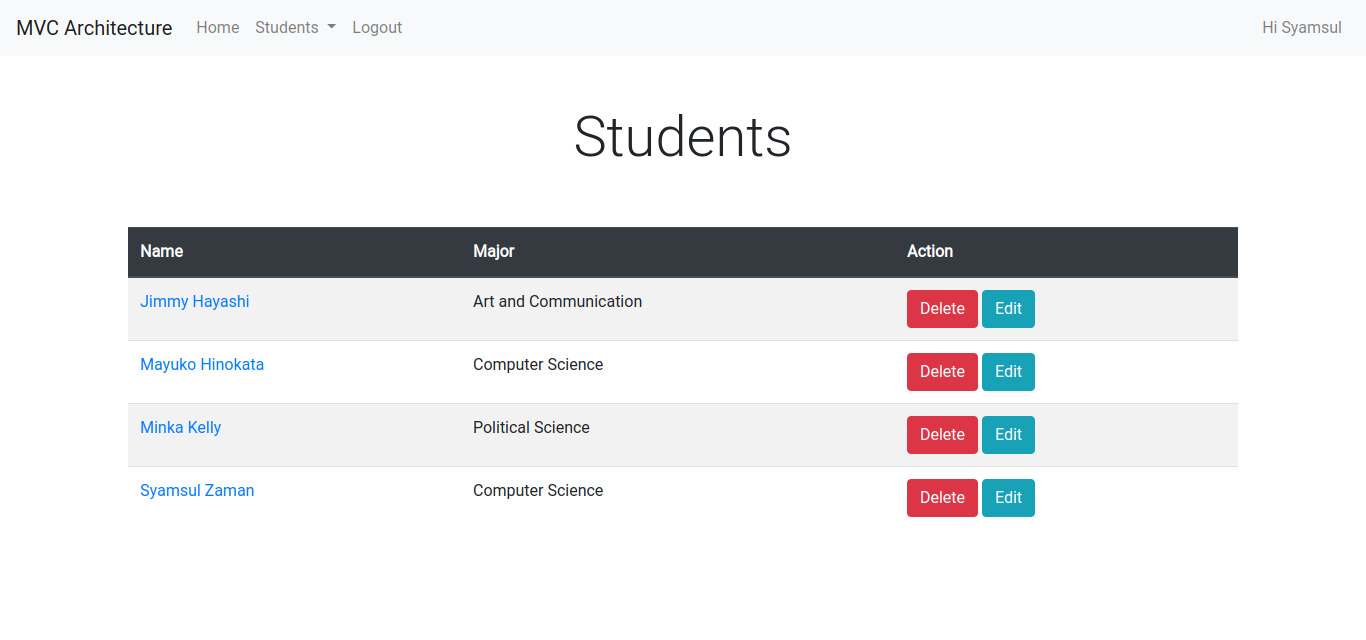 MVC Architecture Home Students Logout Hi Syamsul
Students
Name Major Action
Jimmy Hayashi Art and Communication Delete Edit
Mayuko Hinokata Computer Science Delete Edit
Minka Kelly Political Science Delete Edit
Syamsul Zaman Computer Science Delete Edit